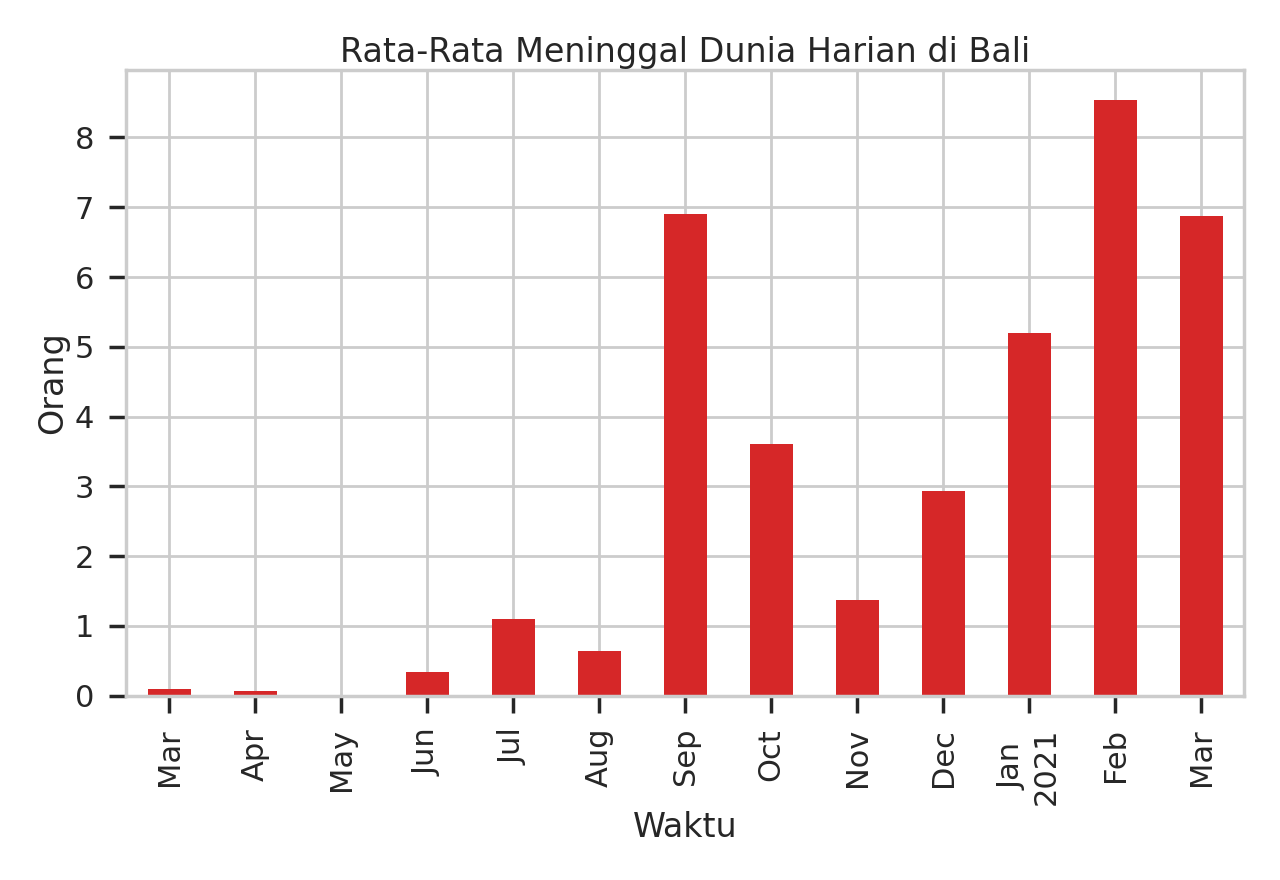 Rata-Rata Meninggal Dunia Harian di Bali
Orang
8
7
6
5
4
3
2
1
0
Mar
Apr
May
Jun
Jul
Aug
Sep
Oct
Nov
Dec
Jan
2021
Feb
Mar
Waktu